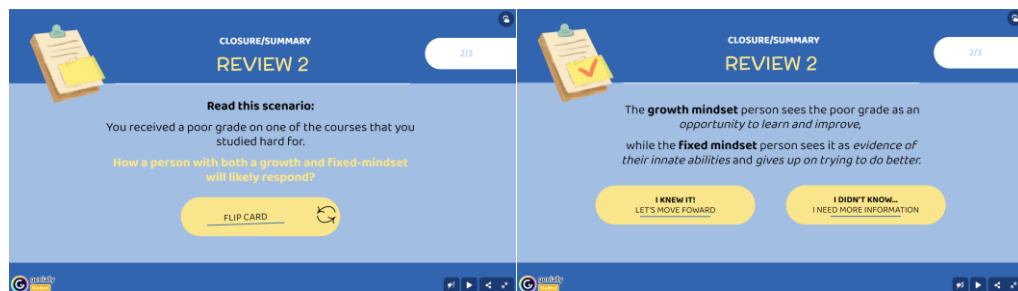 CLOSURE/SUMMARY
REVIEW 2
2/3
Read this scenario:
You received a poor grade on one of the courses that you
studied hard for.
How a person with both a growth and fixed-mindset
will likely respond?
FLIP CARD
G genially
CLOSURE/SUMMARY
REVIEW 2
2/3
The growth mindset person sees the poor grade as an
opportunity to learn and improve,
while the fixed mindset person sees it as evidence of
their innate abilities and gives up on trying to do better.
I KNEW IT!
LET'S MOVE FOWARD
I DIDN'T KNOW...
I NEED MORE INFORMATION
G genially